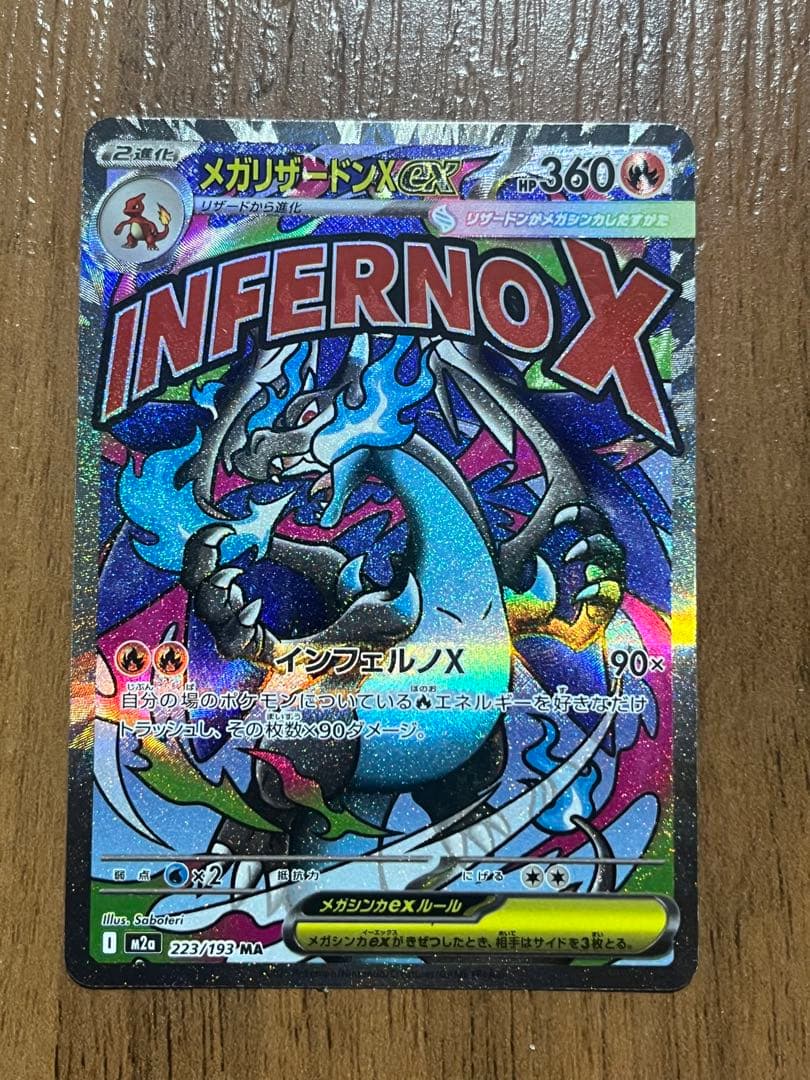 2進化 メガリザードンXex HP360
リザードから進化
リザードンがメガシンカしたすがた
INFERNO X
インフェルノX 90×
自分の場のポケモンについているエネルギーを好きなだけ
トラッシュし、その枚数×90ダメージ。
弱点 ×2 抵抗力 にげる
メガシンカexルール
メガシンカexがきぜつしたとき、相手はサイドを3枚とる。
Illus. Saboteri
I m2a 223/193 MA